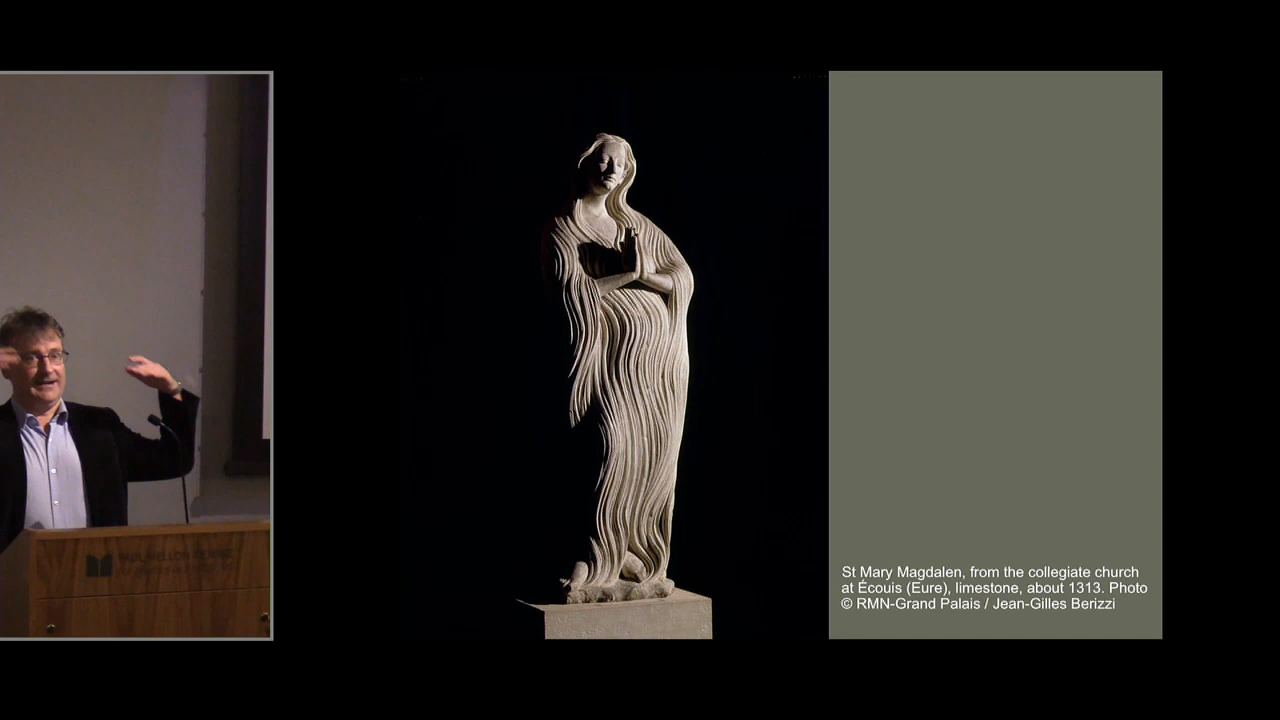 St Mary Magdalen, from the collegiate church
at Écouis (Eure), limestone, about 1313. Photo
© RMN-Grand Palais / Jean-Gilles Berizzi